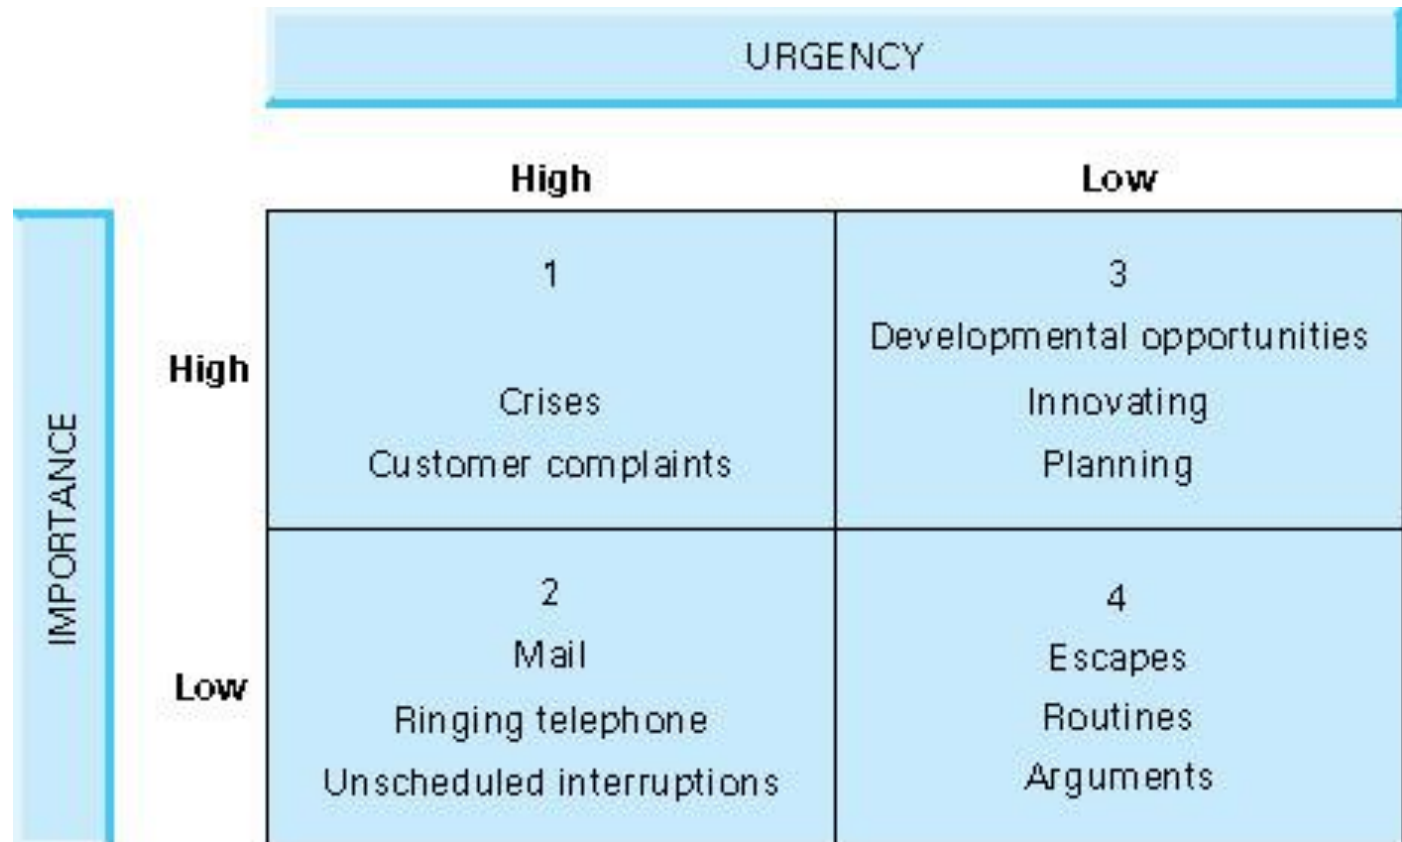 URGENCY
High
Low
IMPORTANCE
High
1
Crises
Customer complaints
3
Developmental opportunities
Innovating
Planning
Low
2
Mail
Ringing telephone
Unscheduled interruptions
4
Escapes
Routines
Arguments